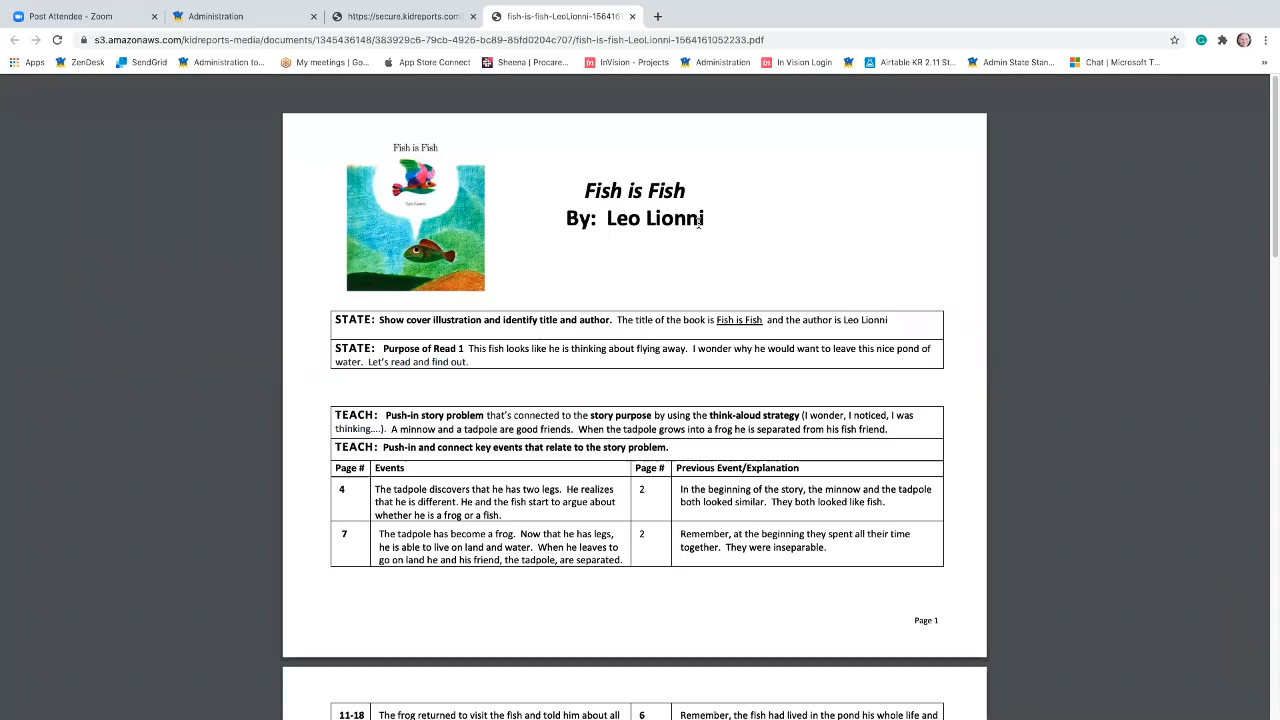 Post Attendee - Zoom
Administration
https://secure.kidreports.com
fish-is-fish-LeoLionni-1564161
s3.amazonaws.com/kidreports-media/documents/1345436148/383929c6-79cb-4926-bc89-85fd0204c707/fish-is-fish-LeoLionni-1564161052233.pdf
Apps ZenDesk SendGrid Administration to... My meetings | Go... App Store Connect Sheena | Procare... InVision - Projects Administration In Vision Login Airtable KR 2.11 St... Admin State Stan... Chat | Microsoft T... »
Fish is Fish
Leo Lionni
Fish is Fish
By: Leo Lionni
STATE: Show cover illustration and identify title and author. The title of the book is Fish is Fish and the author is Leo Lionni
STATE: Purpose of Read 1 This fish looks like he is thinking about flying away. I wonder why he would want to leave this nice pond of
water. Let's read and find out.
TEACH: Push-in story problem that's connected to the story purpose by using the think-aloud strategy (I wonder, I noticed, I was
thinking....). A minnow and a tadpole are good friends. When the tadpole grows into a frog he is separated from his fish friend.
TEACH: Push-in and connect key events that relate to the story problem.
Page # Events Page # Previous Event/Explanation
4 The tadpole discovers that he has two legs. He realizes 2 In the beginning of the story, the minnow and the tadpole
that he is different. He and the fish start to argue about both looked similar. They both looked like fish.
whether he is a frog or a fish.
7 The tadpole has become a frog. Now that he has legs, 2 Remember, at the beginning they spent all their time
he is able to live on land and water. When he leaves to together. They were inseparable.
go on land he and his friend, the tadpole, are separated.
Page 1
11-18 The frog returned to visit the fish and told him about all 6 Remember, the fish had lived in the pond his whole life and